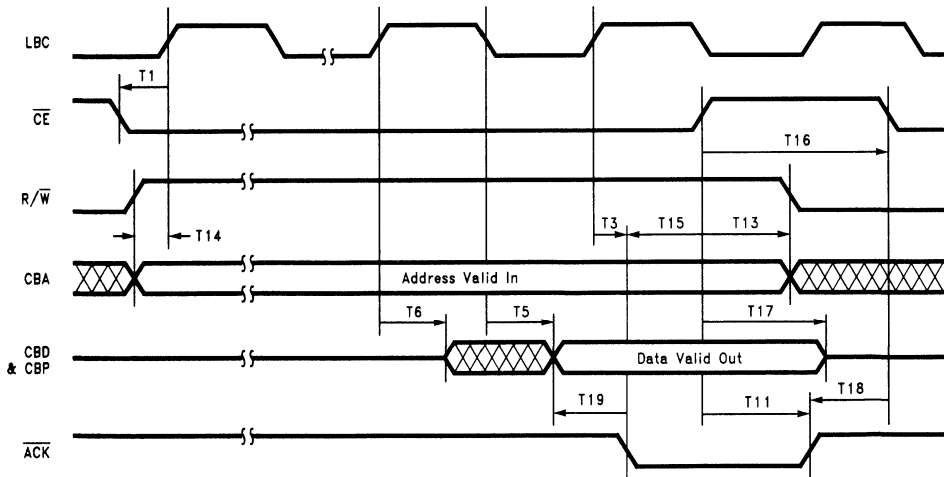 LBC
T1
CE
T16
R/W
T14
T3 T15 T13
CBA
Address Valid In
T6 T5 T17
CBD
& CBP
Data Valid Out
T19 T11 T18
ACK